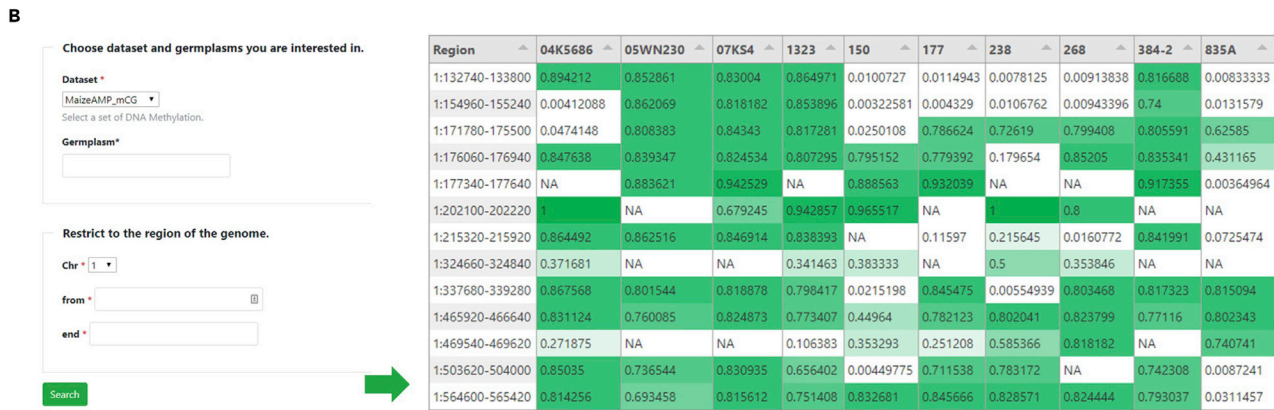 B
Choose dataset and germplasms you are interested in.
Dataset *
MaizeAMP_mCG
Select a set of DNA Methylation.
Germplasm*
Restrict to the region of the genome.
Chr * 1
from *
end *
Search
Region 04K5686 05WN230 07KS4 1323 150 177 238 268 384-2 835A
1:132740-133800 0.894212 0.852861 0.83004 0.864971 0.0100727 0.0114943 0.0078125 0.00913838 0.816688 0.00833333
1:154960-155240 0.00412088 0.862069 0.818182 0.853896 0.00322581 0.004329 0.0106762 0.00943396 0.74 0.0131579
1:171780-175500 0.0474148 0.808383 0.84343 0.817281 0.0250108 0.786624 0.72619 0.799408 0.805591 0.62585
1:176060-176940 0.847638 0.839347 0.824534 0.807295 0.795152 0.779392 0.179654 0.85205 0.835341 0.431165
1:177340-177640 NA 0.883621 0.942529 NA 0.888563 0.932039 NA NA 0.917355 0.00364964
1:202100-202220 1 NA 0.679245 0.942857 0.965517 NA 1 0.8 NA NA
1:215320-215920 0.864492 0.862516 0.846914 0.838393 NA 0.11597 0.215645 0.0160772 0.841991 0.0725474
1:324660-324840 0.371681 NA NA 0.341463 0.383333 NA 0.5 0.353846 NA NA
1:337680-339280 0.867568 0.801544 0.818878 0.798417 0.0215198 0.845475 0.00554939 0.803468 0.817323 0.815094
1:465920-466640 0.831124 0.760085 0.824873 0.773407 0.44964 0.782123 0.802041 0.823799 0.77116 0.802343
1:469540-469620 0.271875 NA NA 0.106383 0.353293 0.251208 0.585366 0.818182 NA 0.740741
1:503620-504000 0.85035 0.736544 0.830935 0.656402 0.00449775 0.711538 0.783172 NA 0.742308 0.0087241
1:564600-565420 0.814256 0.693458 0.815612 0.751408 0.832681 0.845666 0.828571 0.824444 0.793037 0.0311457